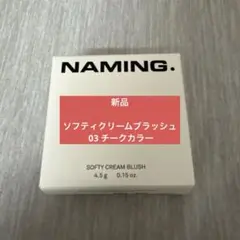 NAMING.
新品
ソフティクリームブラッシュ
03 チークカラー
SOFTY CREAM BLUSH
4.5 g    0.15 oz.